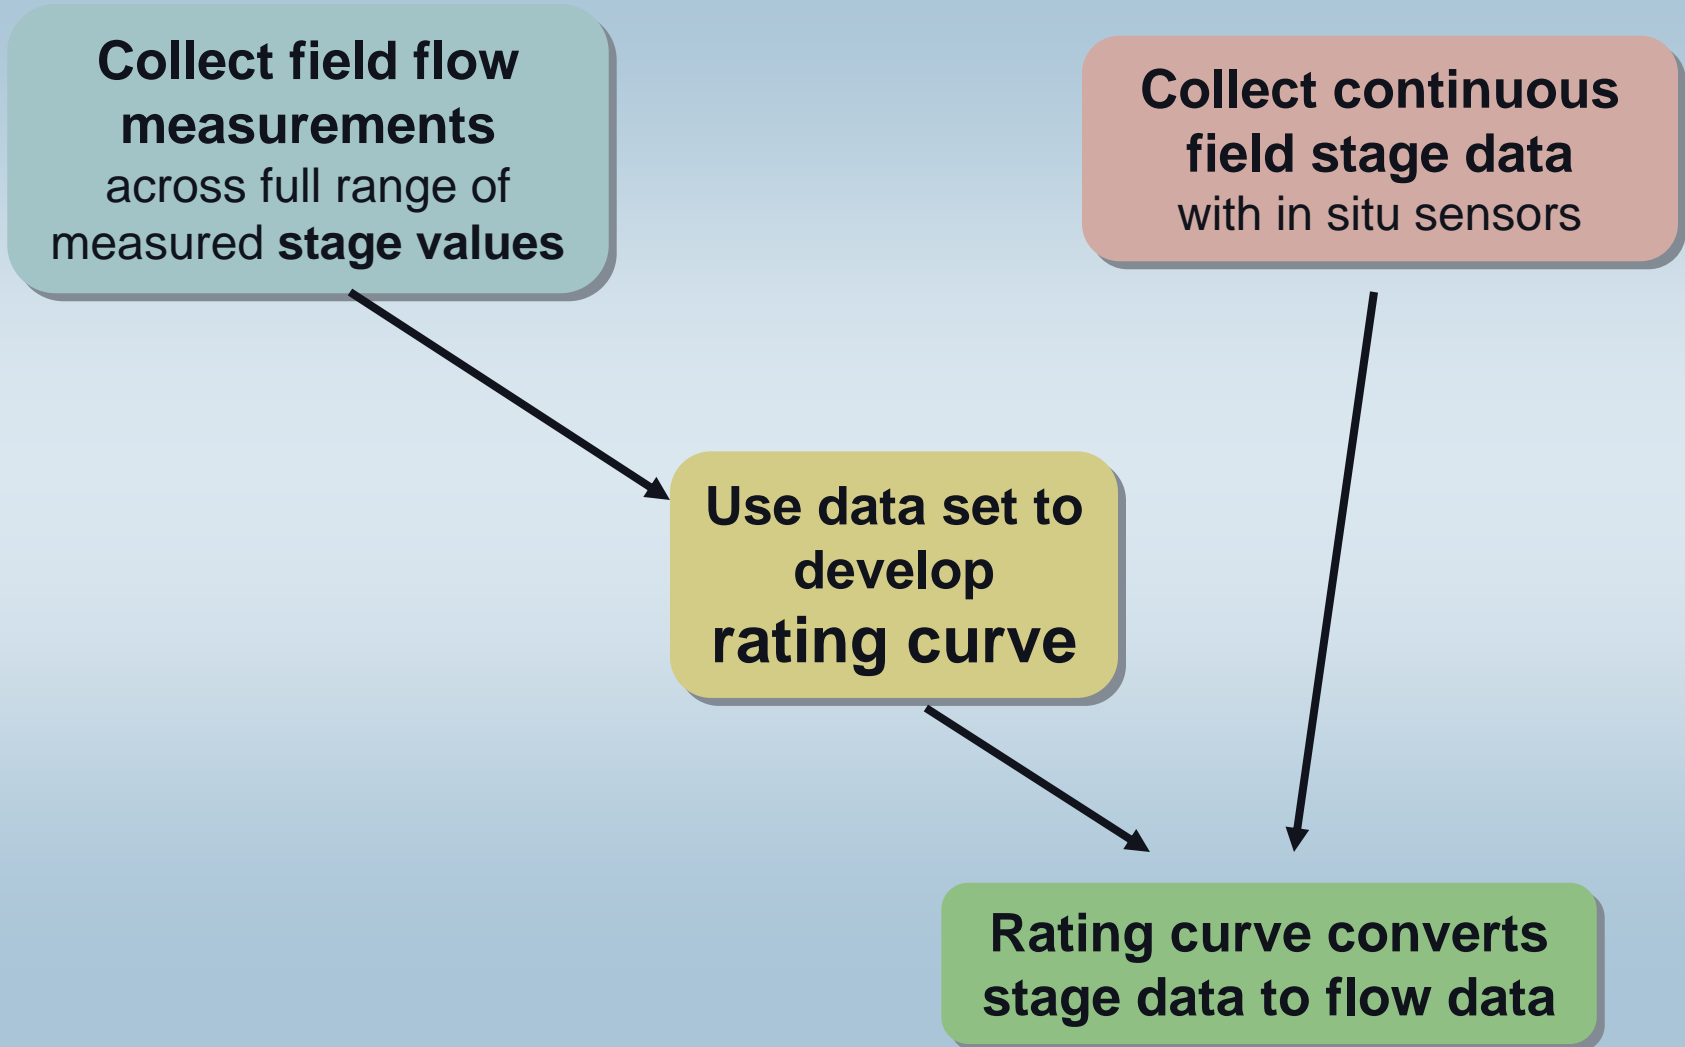 Collect field flow
measurements
across full range of
measured stage values
Collect continuous
field stage data
with in situ sensors
Use data set to
develop
rating curve
Rating curve converts
stage data to flow data